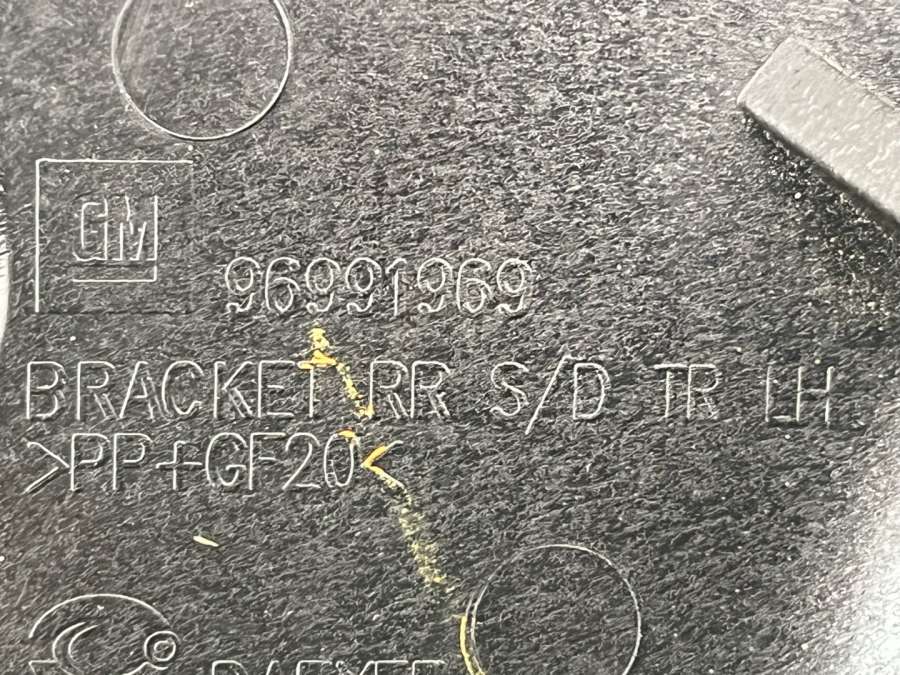 GM
96991969
BRACKET RR S/D TR LH
>PP+GF20<